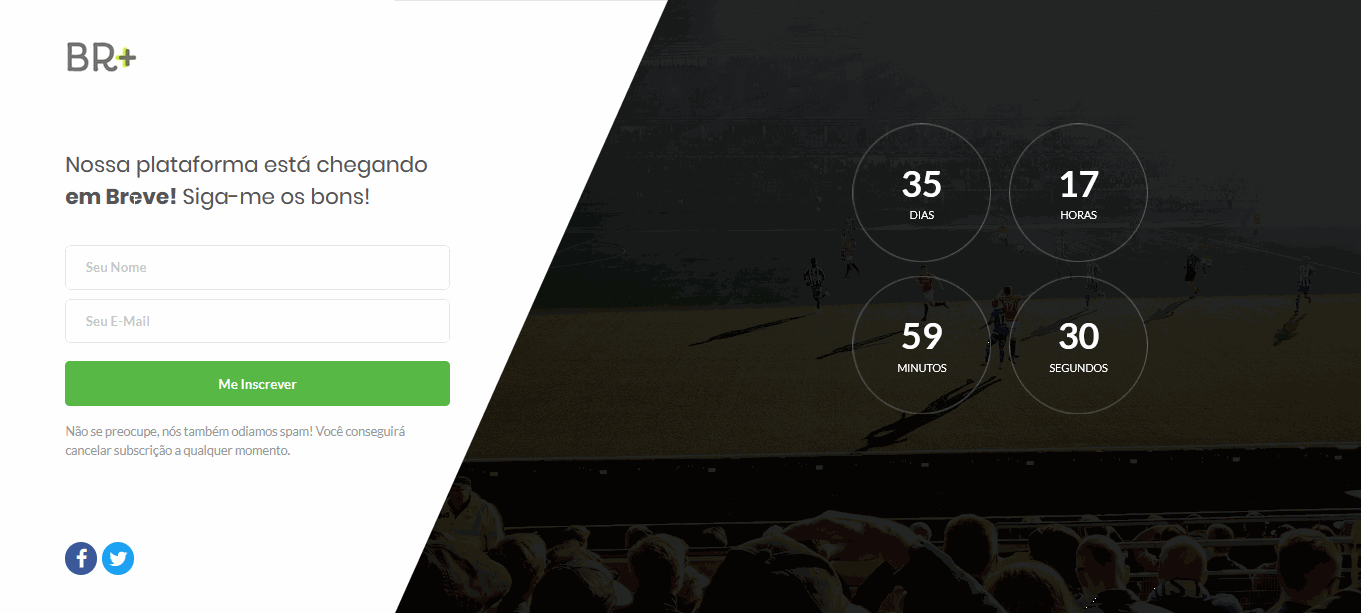 BR+
Nossa plataforma está chegando
em Breve! Siga-me os bons!
Seu Nome
Seu E-Mail
Me Inscrever
Não se preocupe, nós também odiamos spam! Você conseguirá
cancelar subscrição a qualquer momento.
35
DIAS
17
HORAS
59
MINUTOS
30
SEGUNDOS